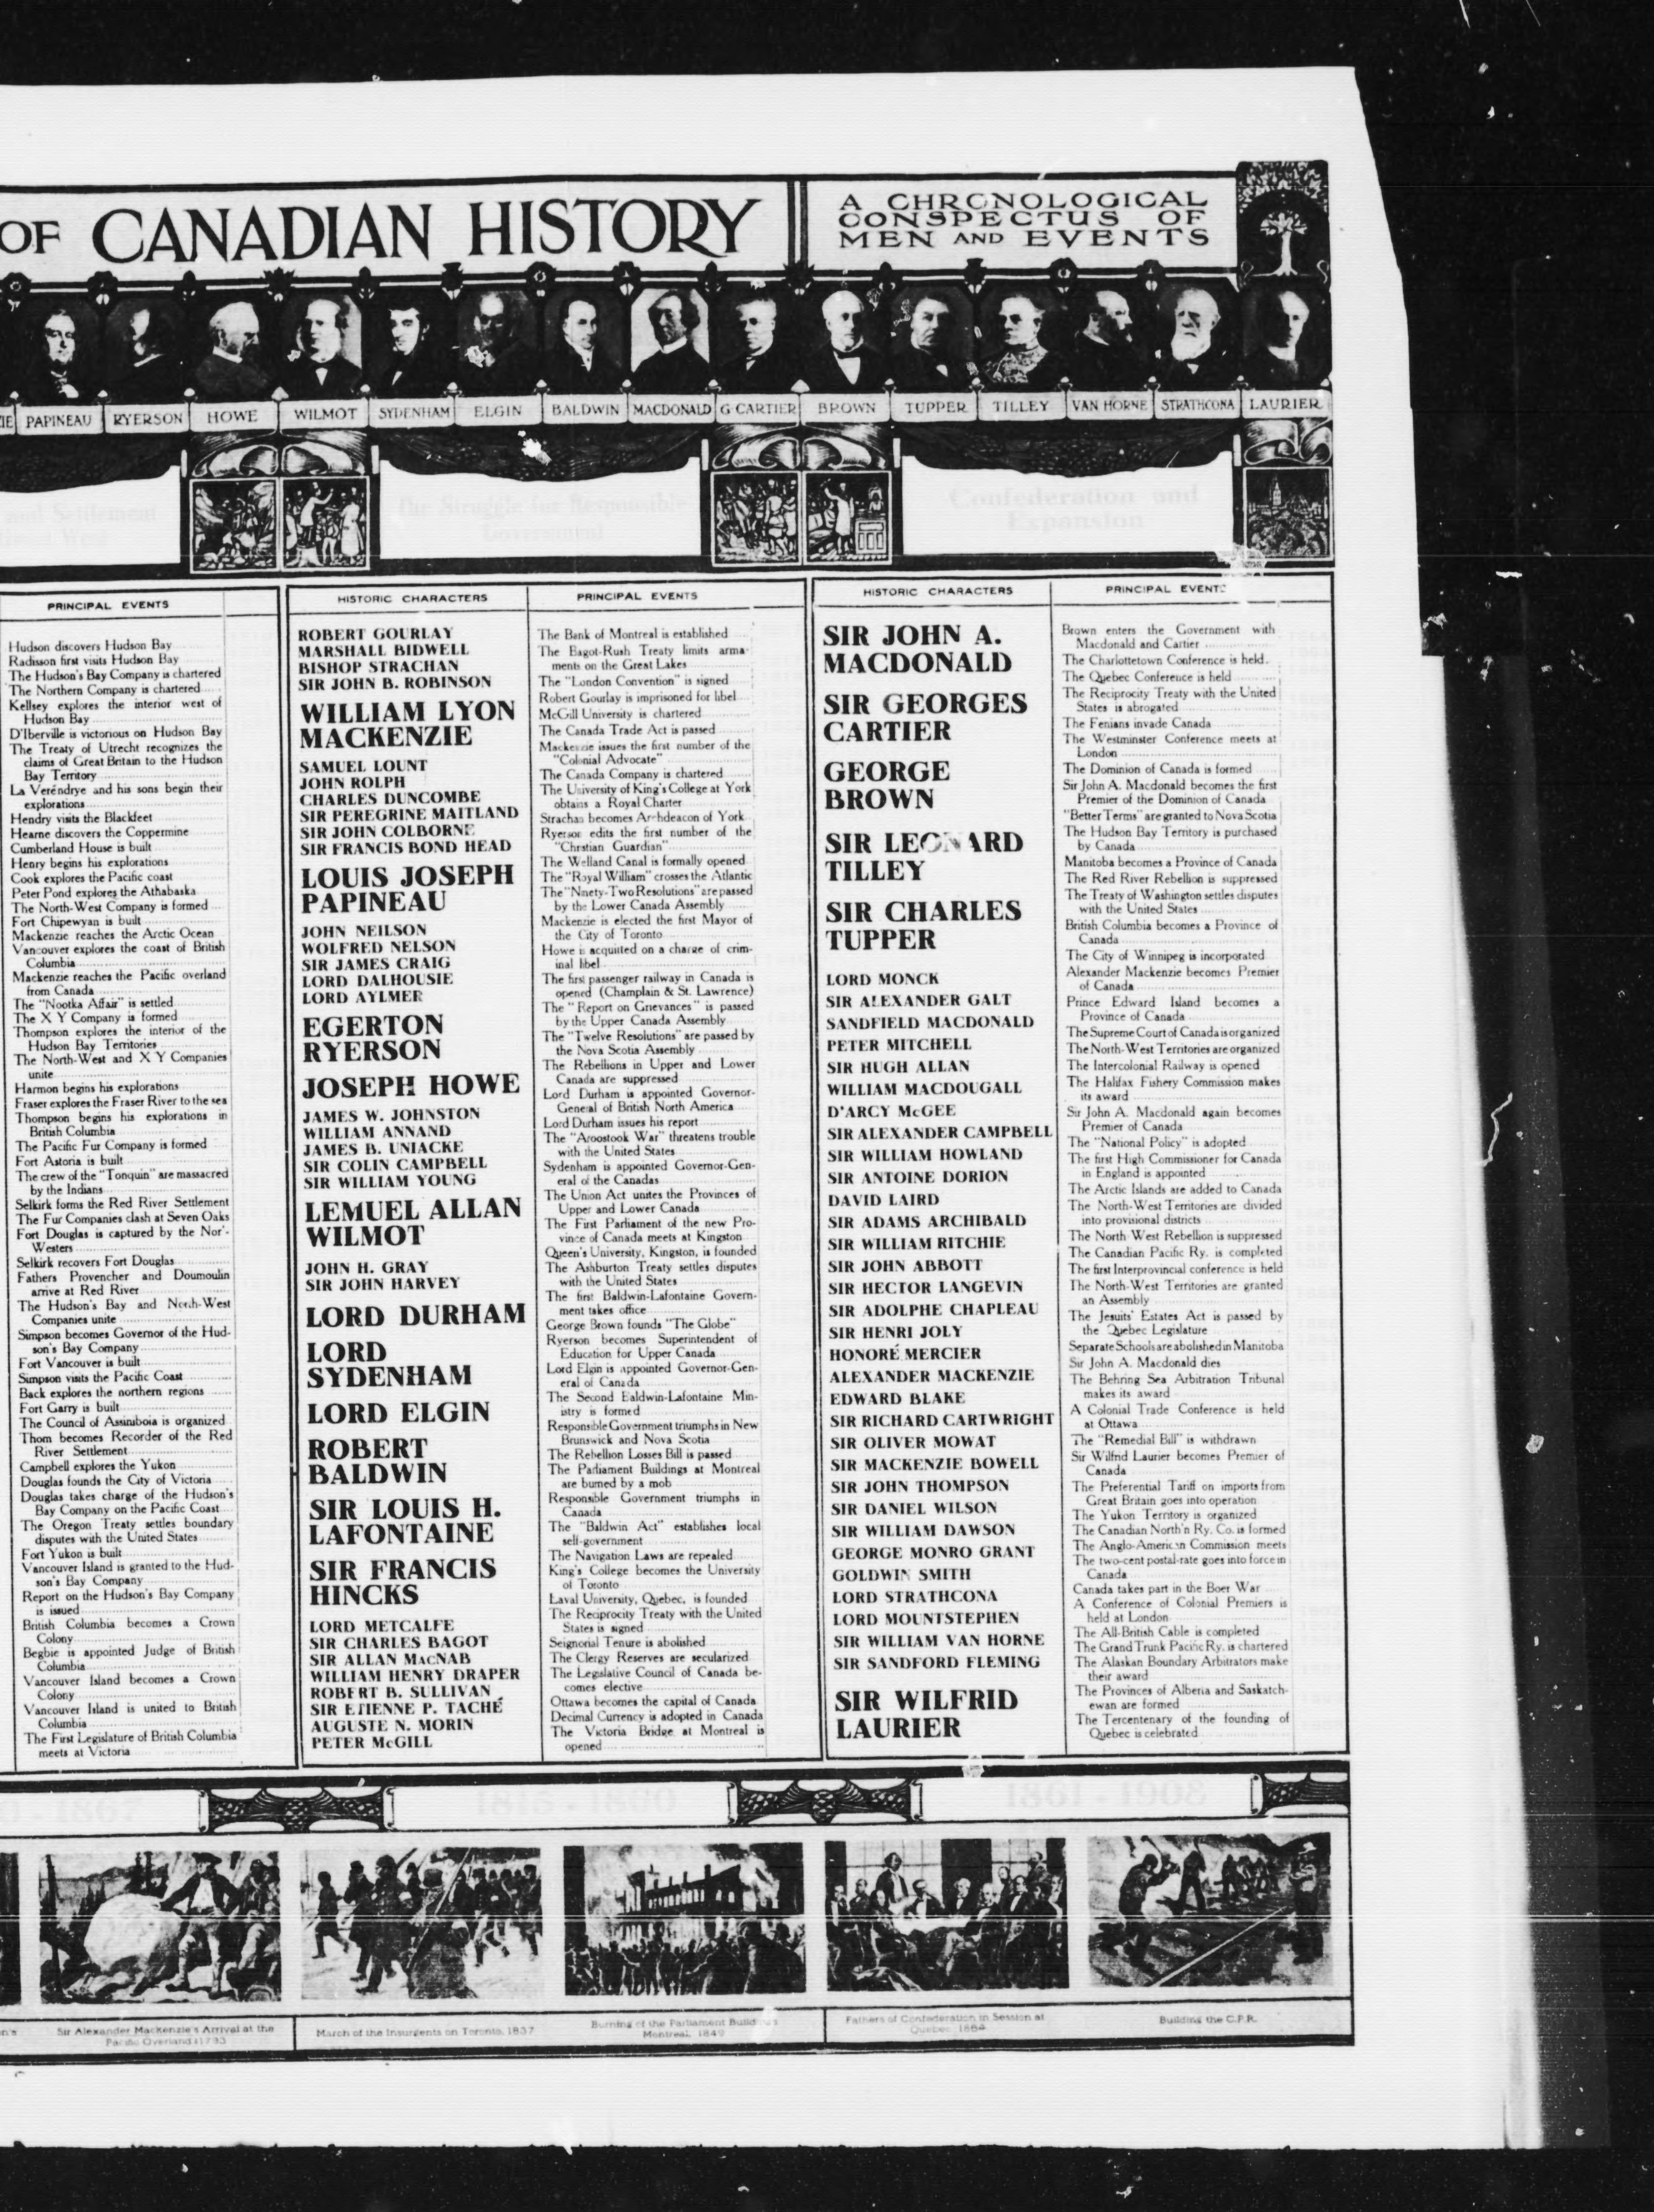 OF CANADIAN HISTORY
A CHRONOLOGICAL
CONSPECTUS OF
MEN AND EVENTS
IE PAPINEAU RYERSON HOWE WILMOT SYDENHAM ELGIN BALDWIN MACDONALD G CARTIER BROWN TUPPER TILLEY VAN HORNE STRATHCONA LAURIER
and Settlement
West
The Struggle for Responsible
Government
Confederation and
Expansion
PRINCIPAL EVENTS
Hudson discovers Hudson Bay
Radisson first visits Hudson Bay
The Hudson's Bay Company is chartered
The Northern Company is chartered
Kellsey explores the interior west of
Hudson Bay
D'Iberville is victorious on Hudson Bay
The Treaty of Utrecht recognizes the
claims of Great Britain to the Hudson
Bay Territory
La Veréndrye and his sons begin their
explorations
Hendry visits the Blackfeet
Hearne discovers the Coppermine
Cumberland House is built
Henry begins his explorations
Cook explores the Pacific coast
Peter Pond explores the Athabaska
The North-West Company is formed
Fort Chipewyan is built
Mackenzie reaches the Arctic Ocean
Vancouver explores the coast of British
Columbia
Mackenzie reaches the Pacific overland
from Canada
The "Nootka Affair" is settled
The X Y Company is formed
Thompson explores the interior of the
Hudson Bay Territories
The North-West and X Y Companies
unite
Harmon begins his explorations
Fraser explores the Fraser River to the sea
Thompson begins his explorations in
British Columbia
The Pacific Fur Company is formed
Fort Astoria is built
The crew of the "Tonquin" are massacred
by the Indians
Selkirk forms the Red River Settlement
The Fur Companies clash at Seven Oaks
Fort Douglas is captured by the Nor'-
Westers
Selkirk recovers Fort Douglas
Fathers Provencher and Doumoulin
arrive at Red River
The Hudson's Bay and North-West
Companies unite
Simpson becomes Governor of the Hud-
son's Bay Company
Fort Vancouver is built
Simpson visits the Pacific Coast
Back explores the northern regions
Fort Garry is built
The Council of Assiniboia is organized
Thom becomes Recorder of the Red
River Settlement
Campbell explores the Yukon
Douglas founds the City of Victoria
Douglas takes charge of the Hudson's
Bay Company on the Pacific Coast
The Oregon Treaty settles boundary
disputes with the United States
Fort Yukon is built
Vancouver Island is granted to the Hud-
son's Bay Company
Report on the Hudson's Bay Company
is issued
British Columbia becomes a Crown
Colony
Begbie is appointed Judge of British
Columbia
Vancouver Island becomes a Crown
Colony
Vancouver Island is united to British
Columbia
The First Legislature of British Columbia
meets at Victoria
HISTORIC CHARACTERS
ROBERT GOURLAY
MARSHALL BIDWELL
BISHOP STRACHAN
SIR JOHN B. ROBINSON
WILLIAM LYON
MACKENZIE
SAMUEL LOUNT
JOHN ROLPH
CHARLES DUNCOMBE
SIR PEREGRINE MAITLAND
SIR JOHN COLBORNE
SIR FRANCIS BOND HEAD
LOUIS JOSEPH
PAPINEAU
JOHN NEILSON
WOLFRED NELSON
SIR JAMES CRAIG
LORD DALHOUSIE
LORD AYLMER
EGERTON
RYERSON
JOSEPH HOWE
JAMES W. JOHNSTON
WILLIAM ANNAND
JAMES B. UNIACKE
SIR COLIN CAMPBELL
SIR WILLIAM YOUNG
LEMUEL ALLAN
WILMOT
JOHN H. GRAY
SIR JOHN HARVEY
LORD DURHAM
LORD
SYDENHAM
LORD ELGIN
ROBERT
BALDWIN
SIR LOUIS H.
LAFONTAINE
SIR FRANCIS
HINCKS
LORD METCALFE
SIR CHARLES BAGOT
SIR ALLAN MacNAB
WILLIAM HENRY DRAPER
ROBERT B. SULLIVAN
SIR ETIENNE P. TACHÉ
AUGUSTE N. MORIN
PETER McGILL
PRINCIPAL EVENTS
The Bank of Montreal is established
The Bagot-Rush Treaty limits arma-
ments on the Great Lakes
The "London Convention" is signed
Robert Gourlay is imprisoned for libel
McGill University is chartered
The Canada Trade Act is passed
Mackenzie issues the first number of the
"Colonial Advocate"
The Canada Company is chartered
The University of King's College at York
obtains a Royal Charter
Strachan becomes Archdeacon of York
Ryerson edits the first number of the
"Christian Guardian"
The Welland Canal is formally opened
The "Royal William" crosses the Atlantic
The "Ninety-Two Resolutions" are passed
by the Lower Canada Assembly
Mackenzie is elected the first Mayor of
the City of Toronto
Howe is acquitted on a charge of crim-
inal libel
The first passenger railway in Canada is
opened (Champlain & St. Lawrence)
The "Report on Grievances" is passed
by the Upper Canada Assembly
The "Twelve Resolutions" are passed by
the Nova Scotia Assembly
The Rebellions in Upper and Lower
Canada are suppressed
Lord Durham is appointed Governor-
General of British North America
Lord Durham issues his report
The "Aroostook War" threatens trouble
with the United States
Sydenham is appointed Governor-Gen-
eral of the Canadas
The Union Act unites the Provinces of
Upper and Lower Canada
The First Parliament of the new Pro-
vince of Canada meets at Kingston
Queen's University, Kingston, is founded
The Ashburton Treaty settles disputes
with the United States
The first Baldwin-Lafontaine Govern-
ment takes office
George Brown founds "The Globe"
Ryerson becomes Superintendent of
Education for Upper Canada
Lord Elgin is appointed Governor-Gen-
eral of Canada
The Second Baldwin-Lafontaine Min-
istry is formed
Responsible Government triumphs in New
Brunswick and Nova Scotia
The Rebellion Losses Bill is passed
The Parliament Buildings at Montreal
are burned by a mob
Responsible Government triumphs in
Canada
The "Baldwin Act" establishes local
self-government
The Navigation Laws are repealed
King's College becomes the University
of Toronto
Laval University, Quebec, is founded
The Reciprocity Treaty with the United
States is signed
Seignorial Tenure is abolished
The Clergy Reserves are secularized
The Legislative Council of Canada be-
comes elective
Ottawa becomes the capital of Canada
Decimal Currency is adopted in Canada
The Victoria Bridge at Montreal is
opened
HISTORIC CHARACTERS
SIR JOHN A.
MACDONALD
SIR GEORGES
CARTIER
GEORGE
BROWN
SIR LEONARD
TILLEY
SIR CHARLES
TUPPER
LORD MONCK
SIR ALEXANDER GALT
SANDFIELD MACDONALD
PETER MITCHELL
SIR HUGH ALLAN
WILLIAM MACDOUGALL
D'ARCY McGEE
SIR ALEXANDER CAMPBELL
SIR WILLIAM HOWLAND
SIR ANTOINE DORION
DAVID LAIRD
SIR ADAMS ARCHIBALD
SIR WILLIAM RITCHIE
SIR JOHN ABBOTT
SIR HECTOR LANGEVIN
SIR ADOLPHE CHAPLEAU
SIR HENRI JOLY
HONORÉ MERCIER
ALEXANDER MACKENZIE
EDWARD BLAKE
SIR RICHARD CARTWRIGHT
SIR OLIVER MOWAT
SIR MACKENZIE BOWELL
SIR JOHN THOMPSON
SIR DANIEL WILSON
SIR WILLIAM DAWSON
GEORGE MONRO GRANT
GOLDWIN SMITH
LORD STRATHCONA
LORD MOUNTSTEPHEN
SIR WILLIAM VAN HORNE
SIR SANDFORD FLEMING
SIR WILFRID
LAURIER
PRINCIPAL EVENTS
Brown enters the Government with
Macdonald and Cartier
The Charlottetown Conference is held
The Quebec Conference is held
The Reciprocity Treaty with the United
States is abrogated
The Fenians invade Canada
The Westminster Conference meets at
London
The Dominion of Canada is formed
Sir John A. Macdonald becomes the first
Premier of the Dominion of Canada
"Better Terms" are granted to Nova Scotia
The Hudson Bay Territory is purchased
by Canada
Manitoba becomes a Province of Canada
The Red River Rebellion is suppressed
The Treaty of Washington settles disputes
with the United States
British Columbia becomes a Province of
Canada
The City of Winnipeg is incorporated
Alexander Mackenzie becomes Premier
of Canada
Prince Edward Island becomes a
Province of Canada
The Supreme Court of Canada is organized
The North-West Territories are organized
The Intercolonial Railway is opened
The Halifax Fishery Commission makes
its award
Sir John A. Macdonald again becomes
Premier of Canada
The "National Policy" is adopted
The first High Commissioner for Canada
in England is appointed
The Arctic Islands are added to Canada
The North-West Territories are divided
into provisional districts
The North West Rebellion is suppressed
The Canadian Pacific Ry. is completed
The first Interprovincial conference is held
The North-West Territories are granted
an Assembly
The Jesuits' Estates Act is passed by
the Quebec Legislature
Separate Schools are abolished in Manitoba
Sir John A. Macdonald dies
The Behring Sea Arbitration Tribunal
makes its award
A Colonial Trade Conference is held
at Ottawa
The "Remedial Bill" is withdrawn
Sir Wilfrid Laurier becomes Premier of
Canada
The Preferential Tariff on imports from
Great Britain goes into operation
The Yukon Territory is organized
The Canadian North'n Ry. Co. is formed
The Anglo-American Commission meets
The two-cent postal-rate goes into force in
Canada
Canada takes part in the Boer War
A Conference of Colonial Premiers is
held at London
The All-British Cable is completed
The Grand Trunk Pacific Ry. is chartered
The Alaskan Boundary Arbitrators make
their award
The Provinces of Alberta and Saskatch-
ewan are formed
The Tercentenary of the founding of
Quebec is celebrated
- 1867
1815 - 1860
1861 - 1908
Sir Alexander Mackenzie's Arrival at the
Pacific Overland 1793
March of the Insurgents on Toronto, 1837
Burning of the Parliament Buildings
Montreal, 1849
Fathers of Confederation in Session at
Quebec, 1864
Building the C.P.R.